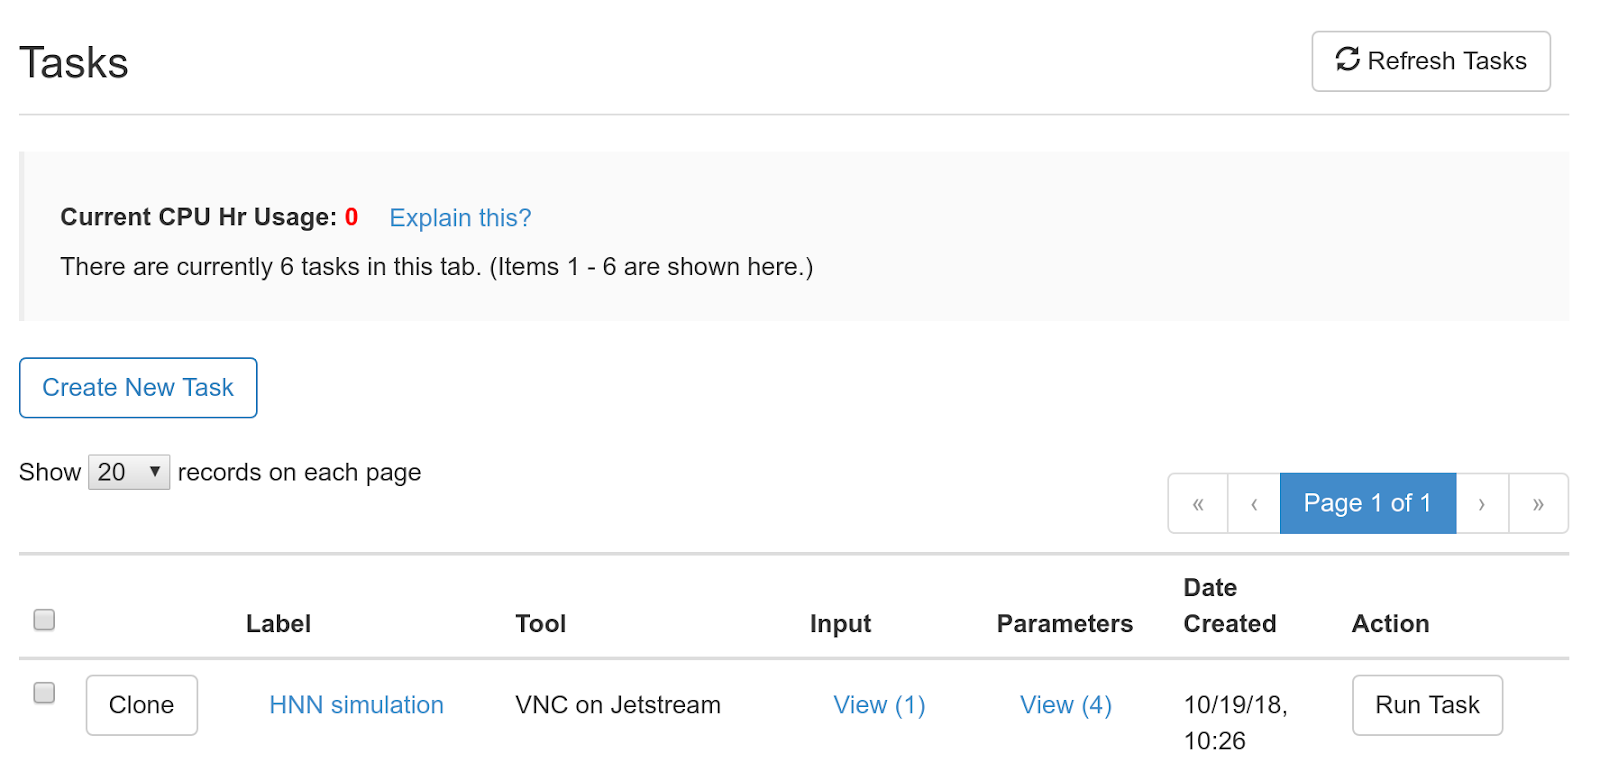 Tasks
Refresh Tasks
Current CPU Hr Usage: 0 Explain this?
There are currently 6 tasks in this tab. (Items 1 - 6 are shown here.)
Create New Task
Show 20 records on each page
« ‹ Page 1 of 1 › »
Label Tool Input Parameters Date Created Action
Clone HNN simulation VNC on Jetstream View (1) View (4) 10/19/18, Run Task
10:26